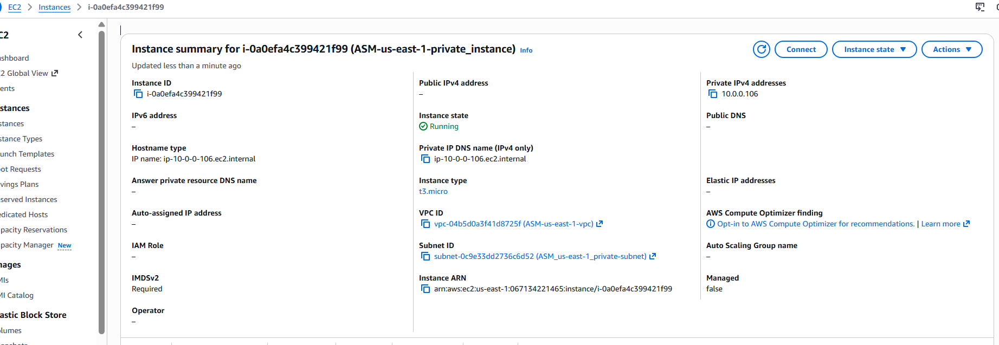 EC2 > Instances > i-0a0efa4c399421f99
C2
shboard
2 Global View
ents
stances
stances
stance Types
unch Templates
ot Requests
vings Plans
served Instances
edicated Hosts
pacity Reservations
pacity Manager New
nages
MIs
MI Catalog
astic Block Store
olumes
Instance summary for i-0a0efa4c399421f99 (ASM-us-east-1-private_instance) Info
Updated less than a minute ago
Connect
Instance state
Actions
Instance ID
i-0a0efa4c399421f99
Public IPv4 address
–
Private IPv4 addresses
10.0.0.106
IPv6 address
–
Instance state
Running
Public DNS
–
Hostname type
IP name: ip-10-0-0-106.ec2.internal
Private IP DNS name (IPv4 only)
ip-10-0-0-106.ec2.internal
Answer private resource DNS name
–
Instance type
t3.micro
Elastic IP addresses
–
Auto-assigned IP address
–
VPC ID
vpc-04b5d0a3f41d8725f (ASM-us-east-1-vpc)
AWS Compute Optimizer finding
Opt-in to AWS Compute Optimizer for recommendations. | Learn more
IAM Role
–
Subnet ID
subnet-0c9e33dd2736c6d52 (ASM_us-east-1_private-subnet)
Auto Scaling Group name
–
IMDSv2
Required
Instance ARN
arn:aws:ec2:us-east-1:067134221465:instance/i-0a0efa4c399421f99
Managed
false
Operator
–